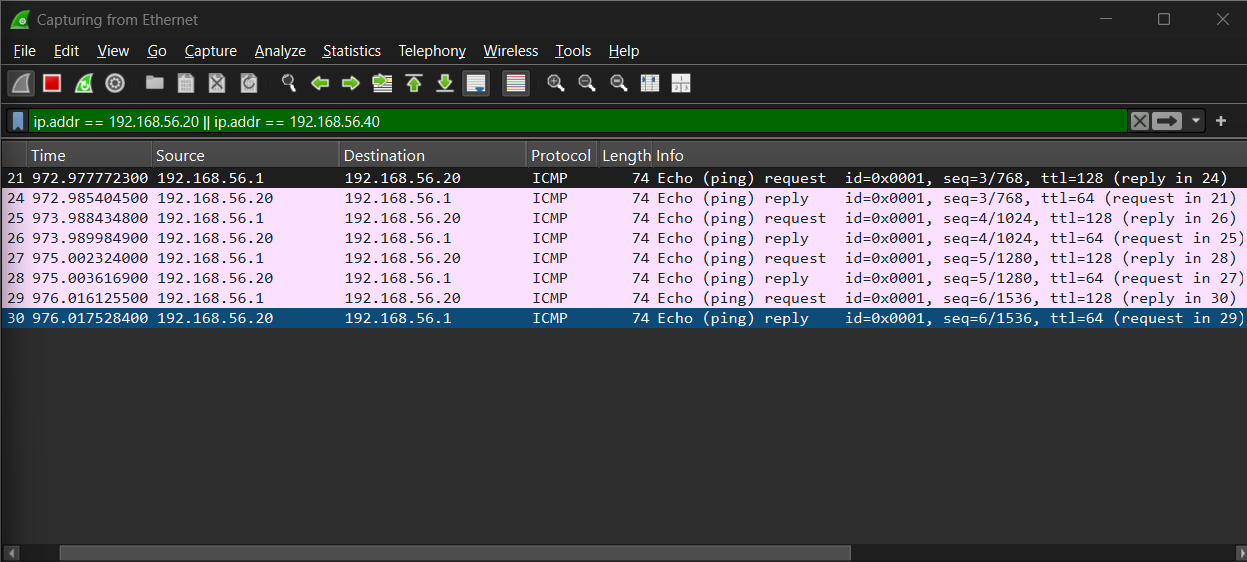 Capturing from Ethernet
File Edit View Go Capture Analyze Statistics Telephony Wireless Tools Help
ip.addr == 192.168.56.20 || ip.addr == 192.168.56.40
Time Source Destination Protocol Length Info
21 972.977772300 192.168.56.1 192.168.56.20 ICMP 74 Echo (ping) request id=0x0001, seq=3/768, ttl=128 (reply in 24)
24 972.985404500 192.168.56.20 192.168.56.1 ICMP 74 Echo (ping) reply id=0x0001, seq=3/768, ttl=64 (request in 21)
25 973.988434800 192.168.56.1 192.168.56.20 ICMP 74 Echo (ping) request id=0x0001, seq=4/1024, ttl=128 (reply in 26)
26 973.989984900 192.168.56.20 192.168.56.1 ICMP 74 Echo (ping) reply id=0x0001, seq=4/1024, ttl=64 (request in 25)
27 975.002324000 192.168.56.1 192.168.56.20 ICMP 74 Echo (ping) request id=0x0001, seq=5/1280, ttl=128 (reply in 28)
28 975.003616900 192.168.56.20 192.168.56.1 ICMP 74 Echo (ping) reply id=0x0001, seq=5/1280, ttl=64 (request in 27)
29 976.016125500 192.168.56.1 192.168.56.20 ICMP 74 Echo (ping) request id=0x0001, seq=6/1536, ttl=128 (reply in 30)
30 976.017528400 192.168.56.20 192.168.56.1 ICMP 74 Echo (ping) reply id=0x0001, seq=6/1536, ttl=64 (request in 29)